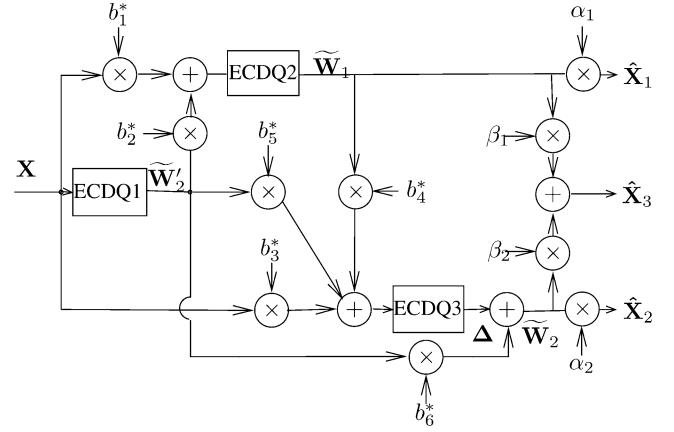 b₁*
α₁
ECDQ2
W̃₁
X̂₁
b₂*
b₅*
β₁
X
ECDQ1
W̃₂′
b₄*
X̂₃
b₃*
β₂
ECDQ3
X̂₂
Δ
W̃₂
α₂
b₆*